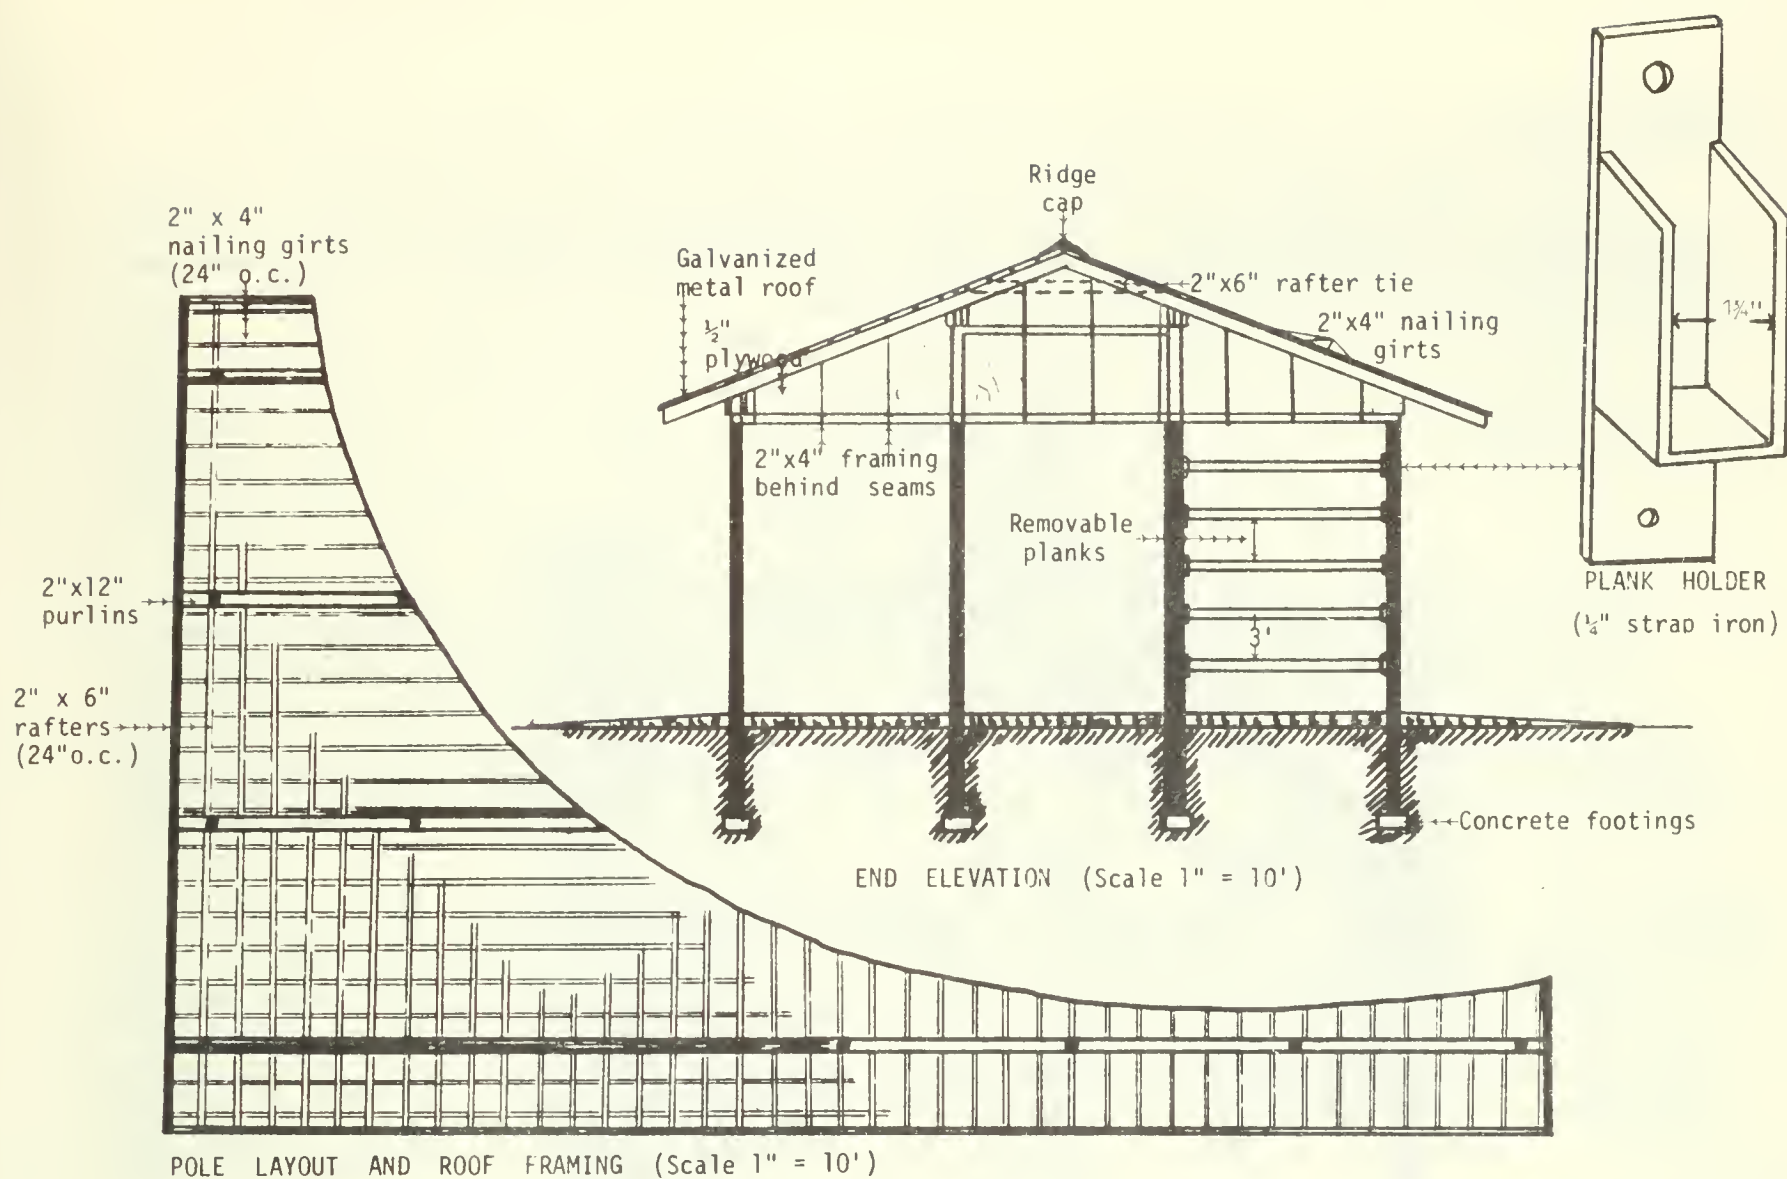 Ridge
cap
2" x 4"
nailing girts
(24" o.c.)
Galvanized
metal roof
½"
plywood
2"x6" rafter tie
2"x4" nailing
girts
1¾"
2"x4" framing
behind seams
Removable
planks
3'
PLANK HOLDER
(¼" strap iron)
2"x12"
purlins
2" x 6"
rafters
(24"o.c.)
Concrete footings
END ELEVATION (Scale 1" = 10')
POLE LAYOUT AND ROOF FRAMING (Scale 1" = 10')